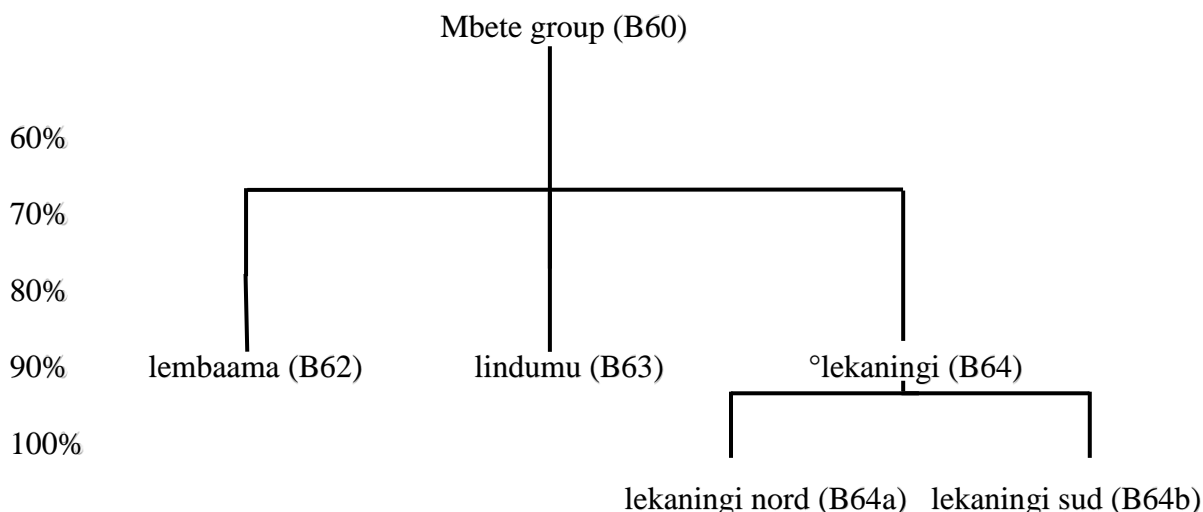 Mbete group (B60)
60%
70%
80%
90% lembaama (B62) lindumu (B63) °lekaningi (B64)
100%
lekaningi nord (B64a) lekaningi sud (B64b)